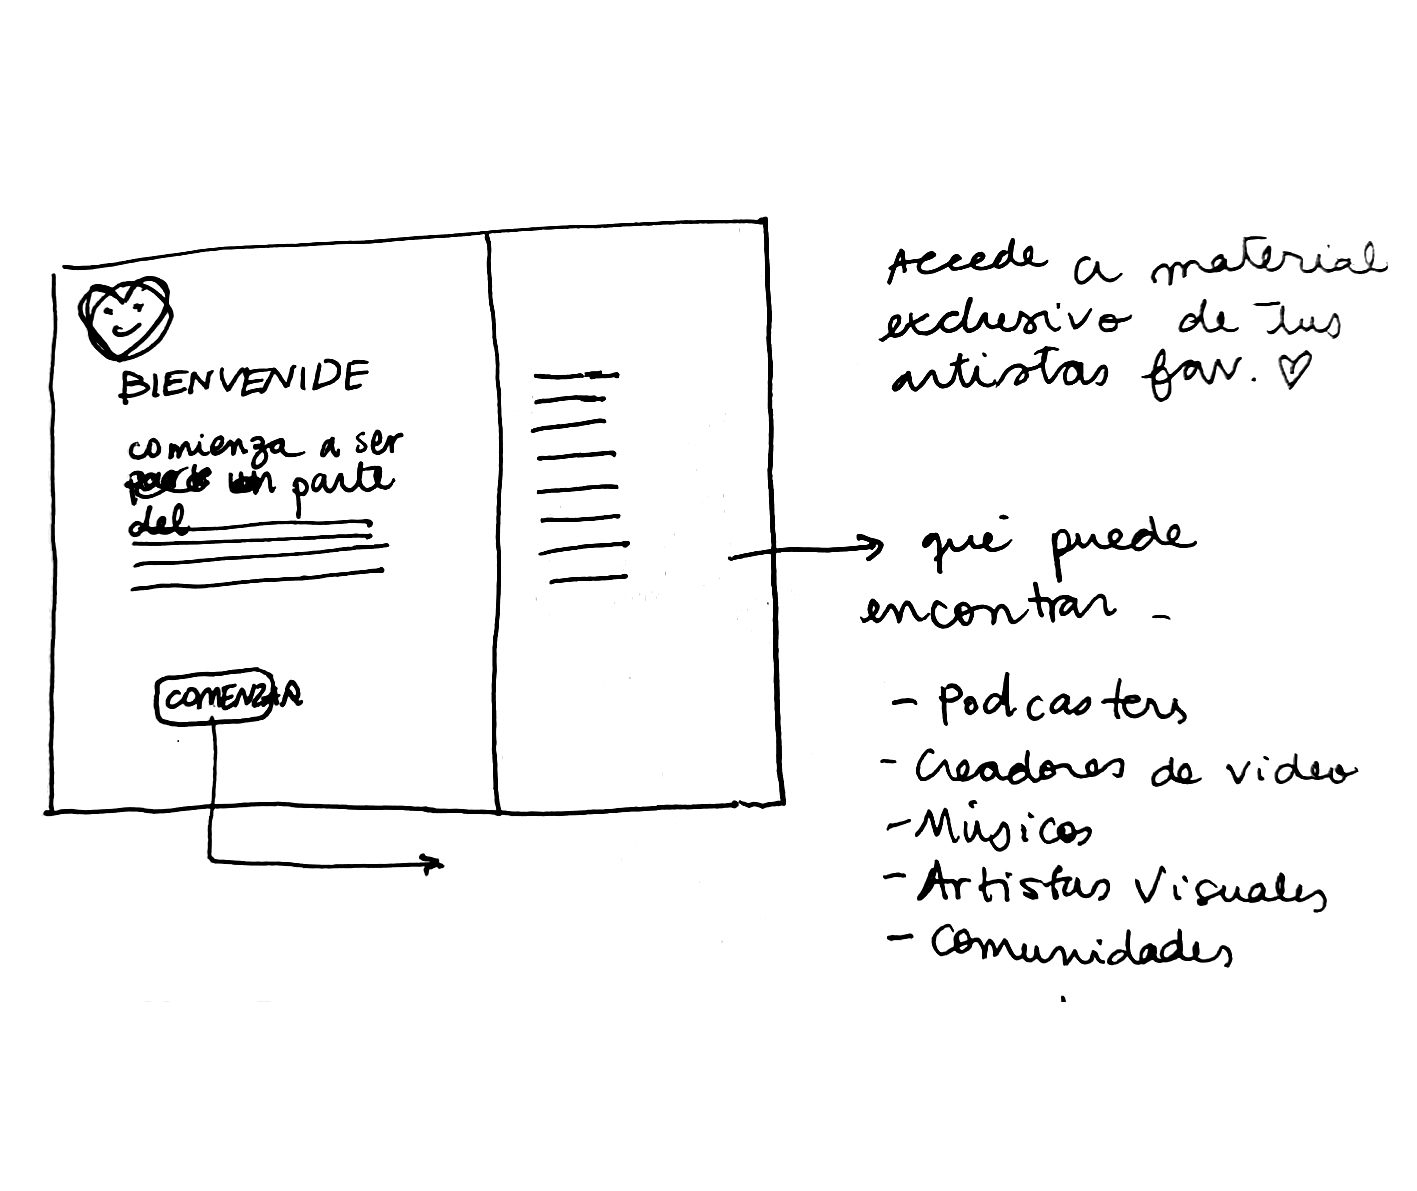 BIENVENIDE
comienza a ser
un parte
del
COMENZAR
Accede a material
exclusivo de tus
artistas fav. ♡
qué puede
encontrar -
- Podcasters
- Creadores de video
- Músicos
- Artistas Visuales
- Comunidades